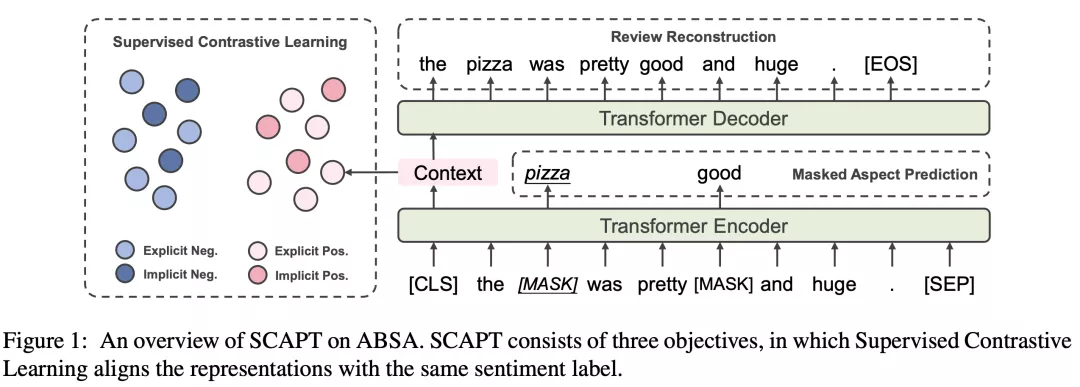 Supervised Contrastive Learning
Explicit Neg.
Explicit Pos.
Implicit Neg.
Implicit Pos.
Review Reconstruction
the pizza was pretty good and huge . [EOS]
Transformer Decoder
Context
pizza
good
Masked Aspect Prediction
Transformer Encoder
[CLS] the [MASK] was pretty [MASK] and huge . [SEP]
Figure 1: An overview of SCAPT on ABSA. SCAPT consists of three objectives, in which Supervised Contrastive
Learning aligns the representations with the same sentiment label.